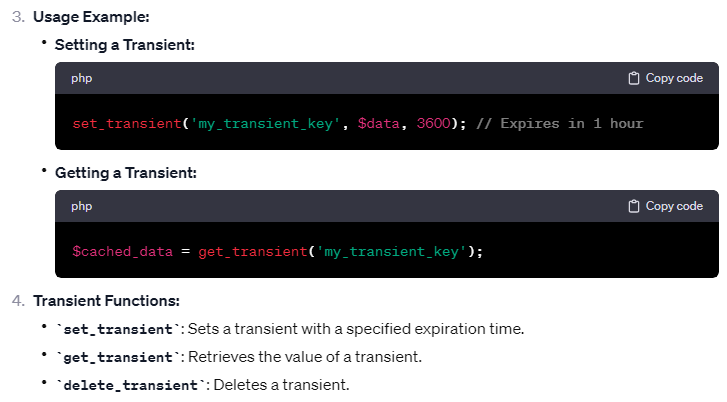 3. Usage Example:
• Setting a Transient:
php Copy code
set_transient('my_transient_key', $data, 3600); // Expires in 1 hour
• Getting a Transient:
php Copy code
$cached_data = get_transient('my_transient_key');
4. Transient Functions:
• `set_transient`: Sets a transient with a specified expiration time.
• `get_transient`: Retrieves the value of a transient.
• `delete_transient`: Deletes a transient.